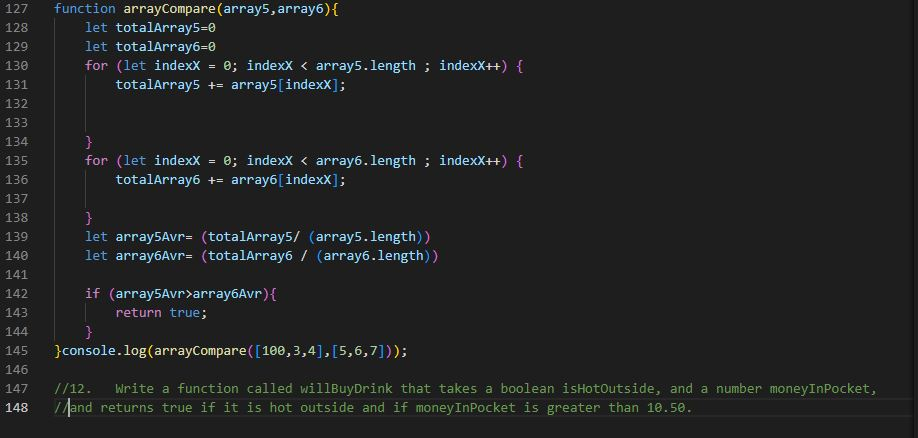 127 function arrayCompare(array5,array6){
128 let totalArray5=0
129 let totalArray6=0
130 for (let indexX = 0; indexX < array5.length ; indexX++) {
131 totalArray5 += array5[indexX];
132
133
134 }
135 for (let indexX = 0; indexX < array6.length ; indexX++) {
136 totalArray6 += array6[indexX];
137
138 }
139 let array5Avr= (totalArray5/ (array5.length))
140 let array6Avr= (totalArray6 / (array6.length))
141
142 if (array5Avr>array6Avr){
143 return true;
144 }
145 }console.log(arrayCompare([100,3,4],[5,6,7]));
146
147 //12. Write a function called willBuyDrink that takes a boolean isHotOutside, and a number moneyInPocket,
148 //and returns true if it is hot outside and if moneyInPocket is greater than 10.50.